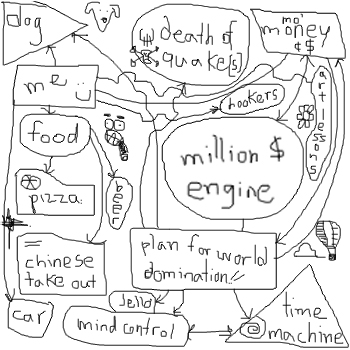 dog
death of
quake[s]
mo'
money
¢$
me
hookers
art lessons
food
million $
engine
pizza
beer
plan for world
domination!!
chinese
take out
Jello
car
mind control
time
machine